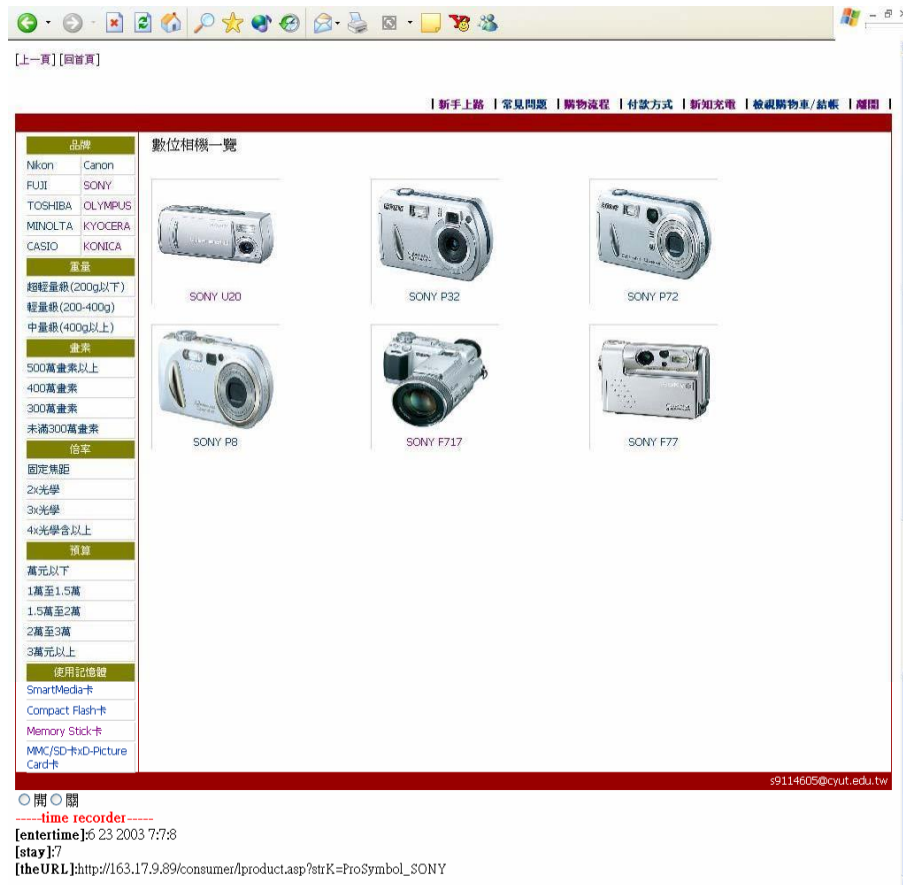 [上一頁] [回首頁]
| 新手上路 | 常見問題 | 購物流程 | 付款方式 | 新知充電 | 檢視購物車/結帳 | 離開 |
數位相機一覽
品牌
Nikon Canon
FUJI SONY
TOSHIBA OLYMPUS
MINOLTA KYOCERA
CASIO KONICA
重量
超輕量級(200g以下)
輕量級(200-400g)
中量級(400g以上)
畫素
500萬畫素以上
400萬畫素
300萬畫素
未滿300萬畫素
倍率
固定焦距
2x光學
3x光學
4x光學含以上
預算
萬元以下
1萬至1.5萬
1.5萬至2萬
2萬至3萬
3萬元以上
使用記憶體
SmartMedia卡
Compact Flash卡
Memory Stick卡
MMC/SD卡xD-Picture
Card卡
SONY U20 SONY P32 SONY P72
SONY P8 SONY F717 SONY F77
s9114605@cyut.edu.tw
開 關
-----time recorder-----
[entertime]:6 23 2003 7:7:8
[stay]:7
[theURL]:http://163.17.9.89/consumer/lproduct.asp?strK=ProSymbol_SONY